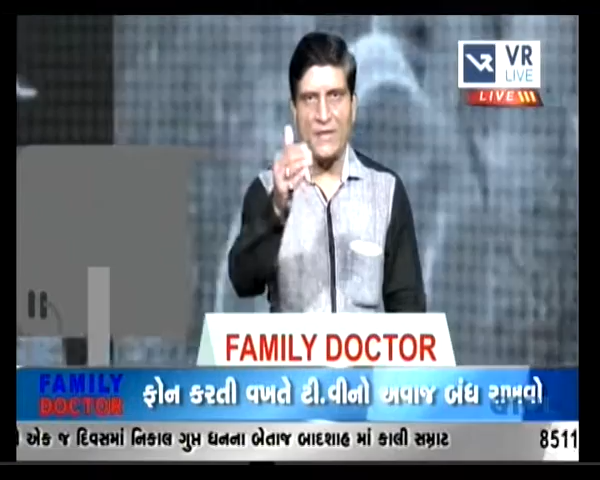 VR
LIVE
LIVE
FAMILY DOCTOR
FAMILY
DOCTOR
ફોન કરતી વખતે ટી.વીનો અવાજ બંધ રાખવો
એક જ દિવસમાં નિકાલ ગુપ્ત ધનના બેતાજ બાદશાહ માં કાલી સમ્રાટ
8511